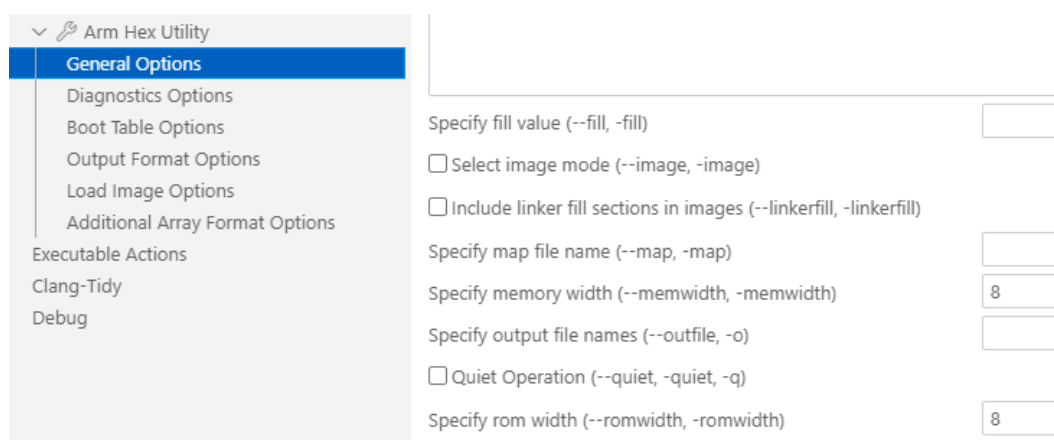 Arm Hex Utility
General Options
Diagnostics Options
Boot Table Options
Output Format Options
Load Image Options
Additional Array Format Options
Executable Actions
Clang-Tidy
Debug
Specify fill value (--fill, -fill)
Select image mode (--image, -image)
Include linker fill sections in images (--linkerfill, -linkerfill)
Specify map file name (--map, -map)
Specify memory width (--memwidth, -memwidth) 8
Specify output file names (--outfile, -o)
Quiet Operation (--quiet, -quiet, -q)
Specify rom width (--romwidth, -romwidth) 8